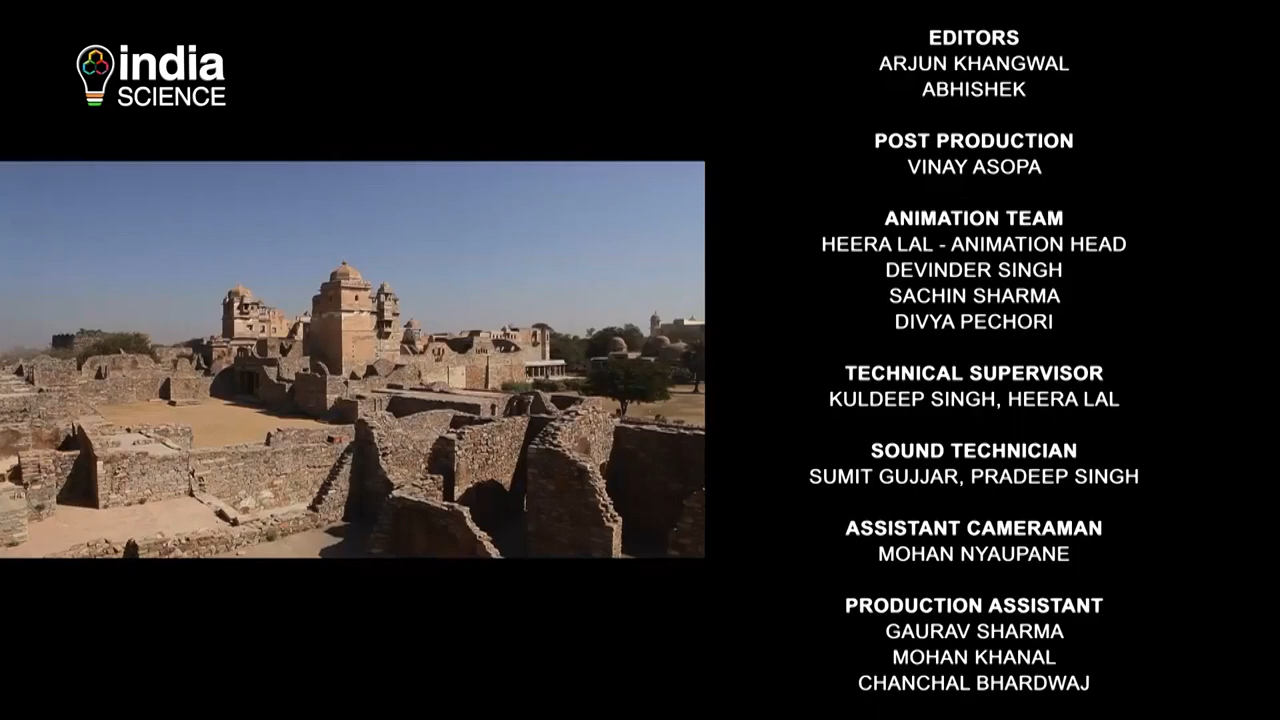 india
SCIENCE
EDITORS
ARJUN KHANGWAL
ABHISHEK
POST PRODUCTION
VINAY ASOPA
ANIMATION TEAM
HEERA LAL - ANIMATION HEAD
DEVINDER SINGH
SACHIN SHARMA
DIVYA PECHORI
TECHNICAL SUPERVISOR
KULDEEP SINGH, HEERA LAL
SOUND TECHNICIAN
SUMIT GUJJAR, PRADEEP SINGH
ASSISTANT CAMERAMAN
MOHAN NYAUPANE
PRODUCTION ASSISTANT
GAURAV SHARMA
MOHAN KHANAL
CHANCHAL BHARDWAJ